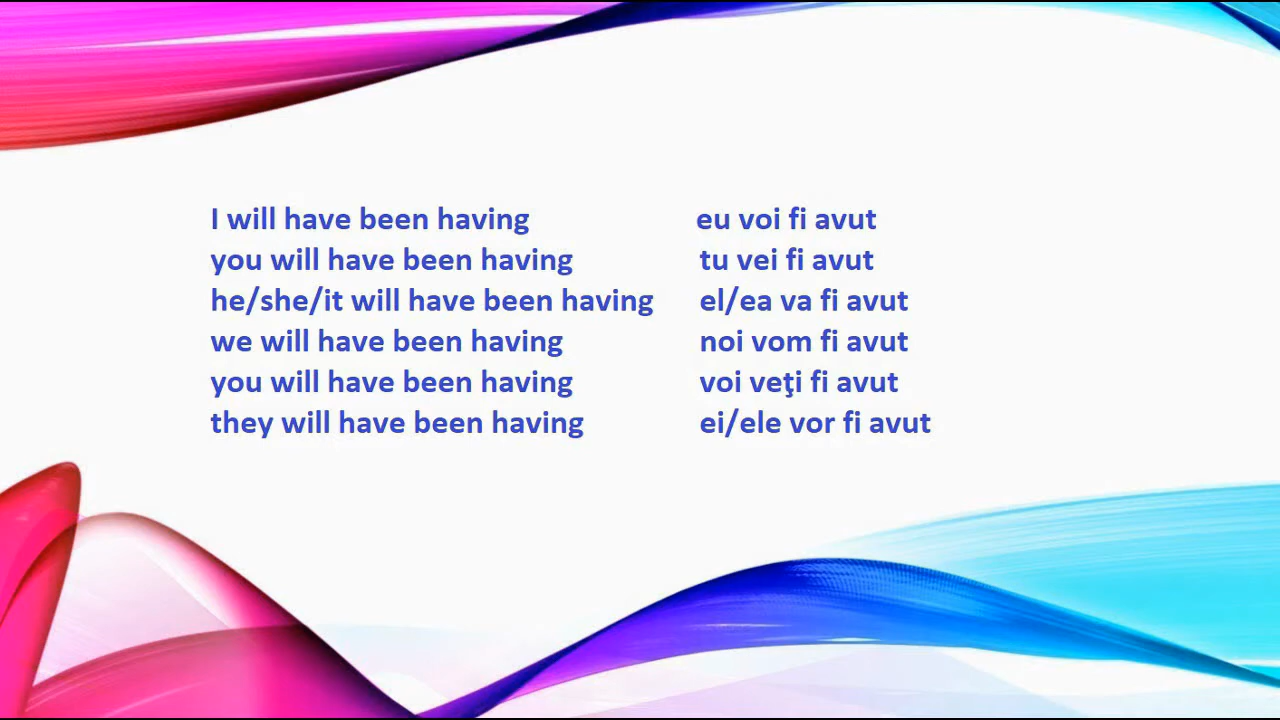 I will have been having eu voi fi avut
you will have been having tu vei fi avut
he/she/it will have been having el/ea va fi avut
we will have been having noi vom fi avut
you will have been having voi veţi fi avut
they will have been having ei/ele vor fi avut